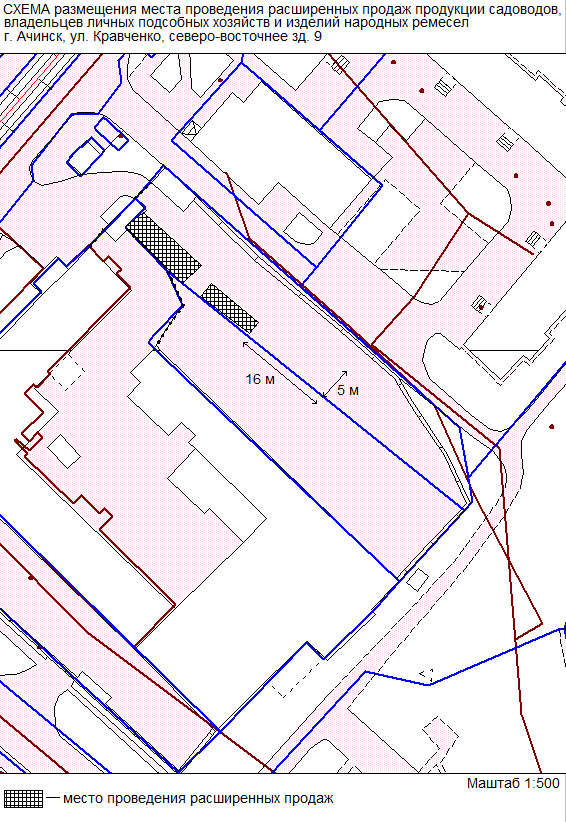 СХЕМА размещения места проведения расширенных продаж продукции садоводов,
владельцев личных подсобных хозяйств и изделий народных ремесел
г. Ачинск, ул. Кравченко, северо-восточнее зд. 9
16 м
5 м
Маштаб 1:500
место проведения расширенных продаж